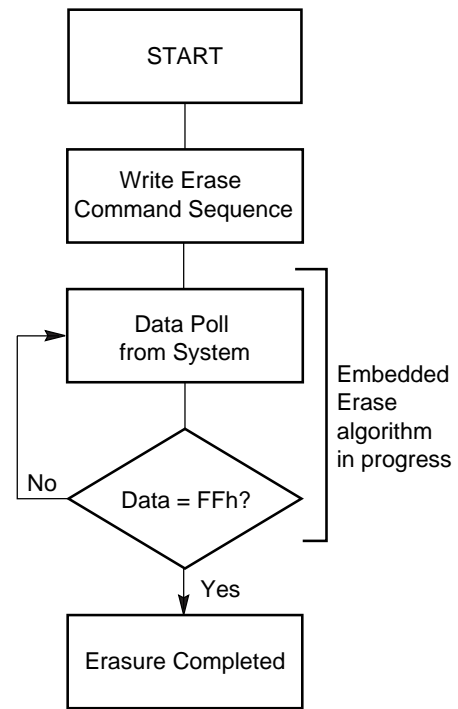 START
Write Erase
Command Sequence
Data Poll
from System
Embedded
Erase
algorithm
in progress
No
Data = FFh?
Yes
Erasure Completed